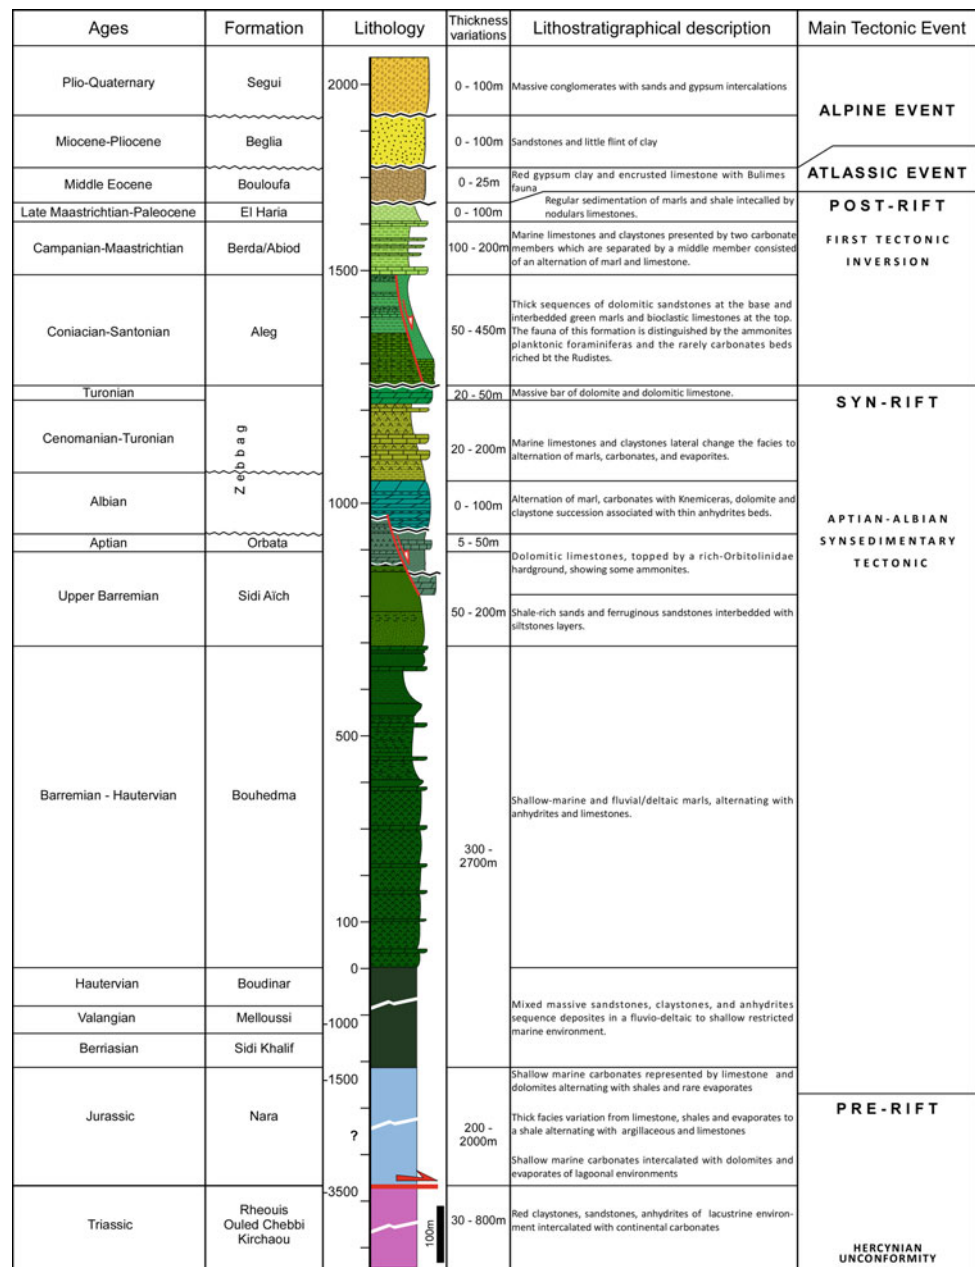 Ages
Formation
Lithology
Thickness
variations
Lithostratigraphical description
Main Tectonic Event
Plio-Quaternary
Segui
2000
0 - 100m
Massive conglomerates with sands and gypsum intercalations
ALPINE EVENT
Miocene-Pliocene
Beglia
0 - 100m
Sandstones and little flint of clay
Middle Eocene
Bouloufa
0 - 25m
Red gypsum clay and encrusted limestone with Bulimes
fauna
ATLASSIC EVENT
Late Maastrichtian-Paleocene
El Haria
0 - 100m
Regular sedimentation of marls and shale intecalled by
nodulars limestones.
POST-RIFT
FIRST TECTONIC
INVERSION
Campanian-Maastrichtian
Berda/Abiod
1500
100 - 200m
Marine limestones and claystones presented by two carbonate
members which are separated by a middle member consisted
of an alternation of marl and limestone.
Coniacian-Santonian
Aleg
50 - 450m
Thick sequences of dolomitic sandstones at the base and
interbedded green marls and bioclastic limestones at the top.
The fauna of this formation is distinguished by the ammonites
planktonic foraminiferas and the rarely carbonates beds
riched bt the Rudistes.
Turonian
Zebbag
20 - 50m
Massive bar of dolomite and dolomitic limestone.
SYN-RIFT
Cenomanian-Turonian
20 - 200m
Marine limestones and claystones lateral change the facies to
alternation of marls, carbonates, and evaporites.
Albian
1000
0 - 100m
Alternation of marl, carbonates with Knemiceras, dolomite and
claystone succession associated with thin anhydrites beds.
APTIAN-ALBIAN
SYNSEDIMENTARY
TECTONIC
Aptian
Orbata
5 - 50m
Dolomitic limestones, topped by a rich-Orbitolinidae
hardground, showing some ammonites.
Upper Barremian
Sidi Aïch
50 - 200m
Shale-rich sands and ferruginous sandstones interbedded with
siltstones layers.
500
Barremian - Hautervian
Bouhedma
300 -
2700m
Shallow-marine and fluvial/deltaic marls, alternating with
anhydrites and limestones.
100
0
Hautervian
Boudinar
Valangian
Melloussi
-1000
Berriasian
Sidi Khalif
Mixed massive sandstones, claystones, and anhydrites
sequence deposites in a fluvio-deltaic to shallow restricted
marine environment.
-1500
Jurassic
Nara
?
200 -
2000m
Shallow marine carbonates represented by limestone and
dolomites alternating with shales and rare evaporates
Thick facies variation from limestone, shales and evaporates to
a shale alternating with argillaceous and limestones
Shallow marine carbonates intercalated with dolomites and
evaporates of lagoonal environments
PRE-RIFT
-3500
Triassic
Rheouis
Ouled Chebbi
Kirchaou
100m
30 - 800m
Red claystones, sandstones, anhydrites of lacustrine environ-
ment intercalated with continental carbonates
HERCYNIAN
UNCONFORMITY